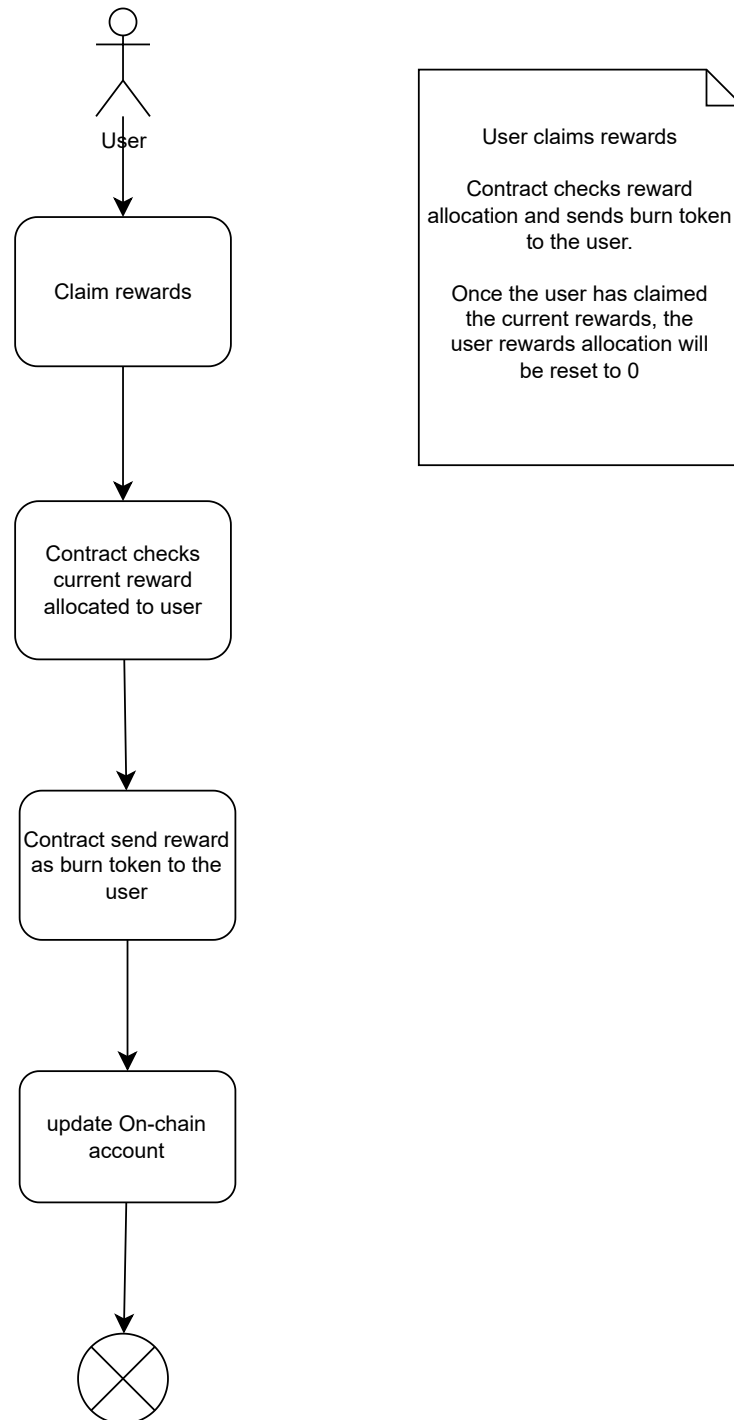 User
Claim rewards
Contract checks
current reward
allocated to user
Contract send reward
as burn token to the
user
update On-chain
account
User claims rewards
Contract checks reward
allocation and sends burn token
to the user.
Once the user has claimed
the current rewards, the
user rewards allocation will
be reset to 0